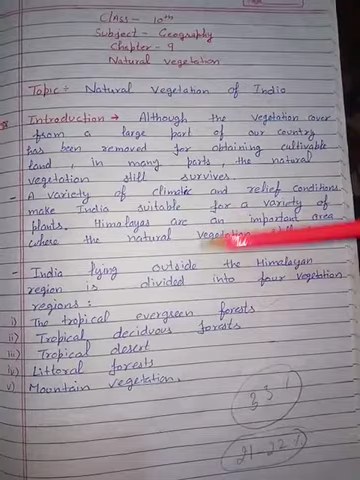 Class - 10th
Subject - Geography
Chapter - 9
Natural vegetation
Topic :- Natural Vegetation of India
Introduction → Although the vegetation cover
from a large part of our country
has been removed for obtaining cultivable
land, in many parts, the natural
vegetation still survives.
- A variety of climatic and relief conditions
make India suitable for a variety of
plants. Himalayas are an important area
where the natural vegetation
- India lying outside the Himalayan
region is divided into four vegetation
regions :
i) The tropical evergreen forests
ii) Tropical deciduous forests
iii) Tropical desert
iv) Littoral forests
v) Mountain vegetation.
33%
21-22%